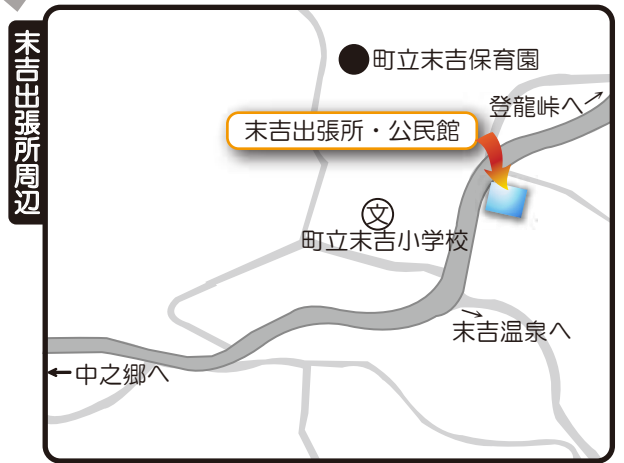 末吉出張所周辺
町立末吉保育園
登龍峠へ
末吉出張所・公民館
文
町立末吉小学校
末吉温泉へ
中之郷へ